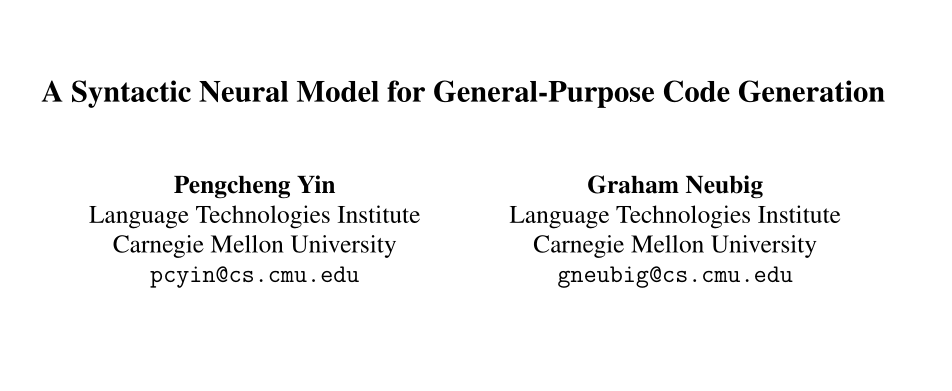 A Syntactic Neural Model for General-Purpose Code Generation
Pengcheng Yin
Language Technologies Institute
Carnegie Mellon University
pcyin@cs.cmu.edu
Graham Neubig
Language Technologies Institute
Carnegie Mellon University
gneubig@cs.cmu.edu